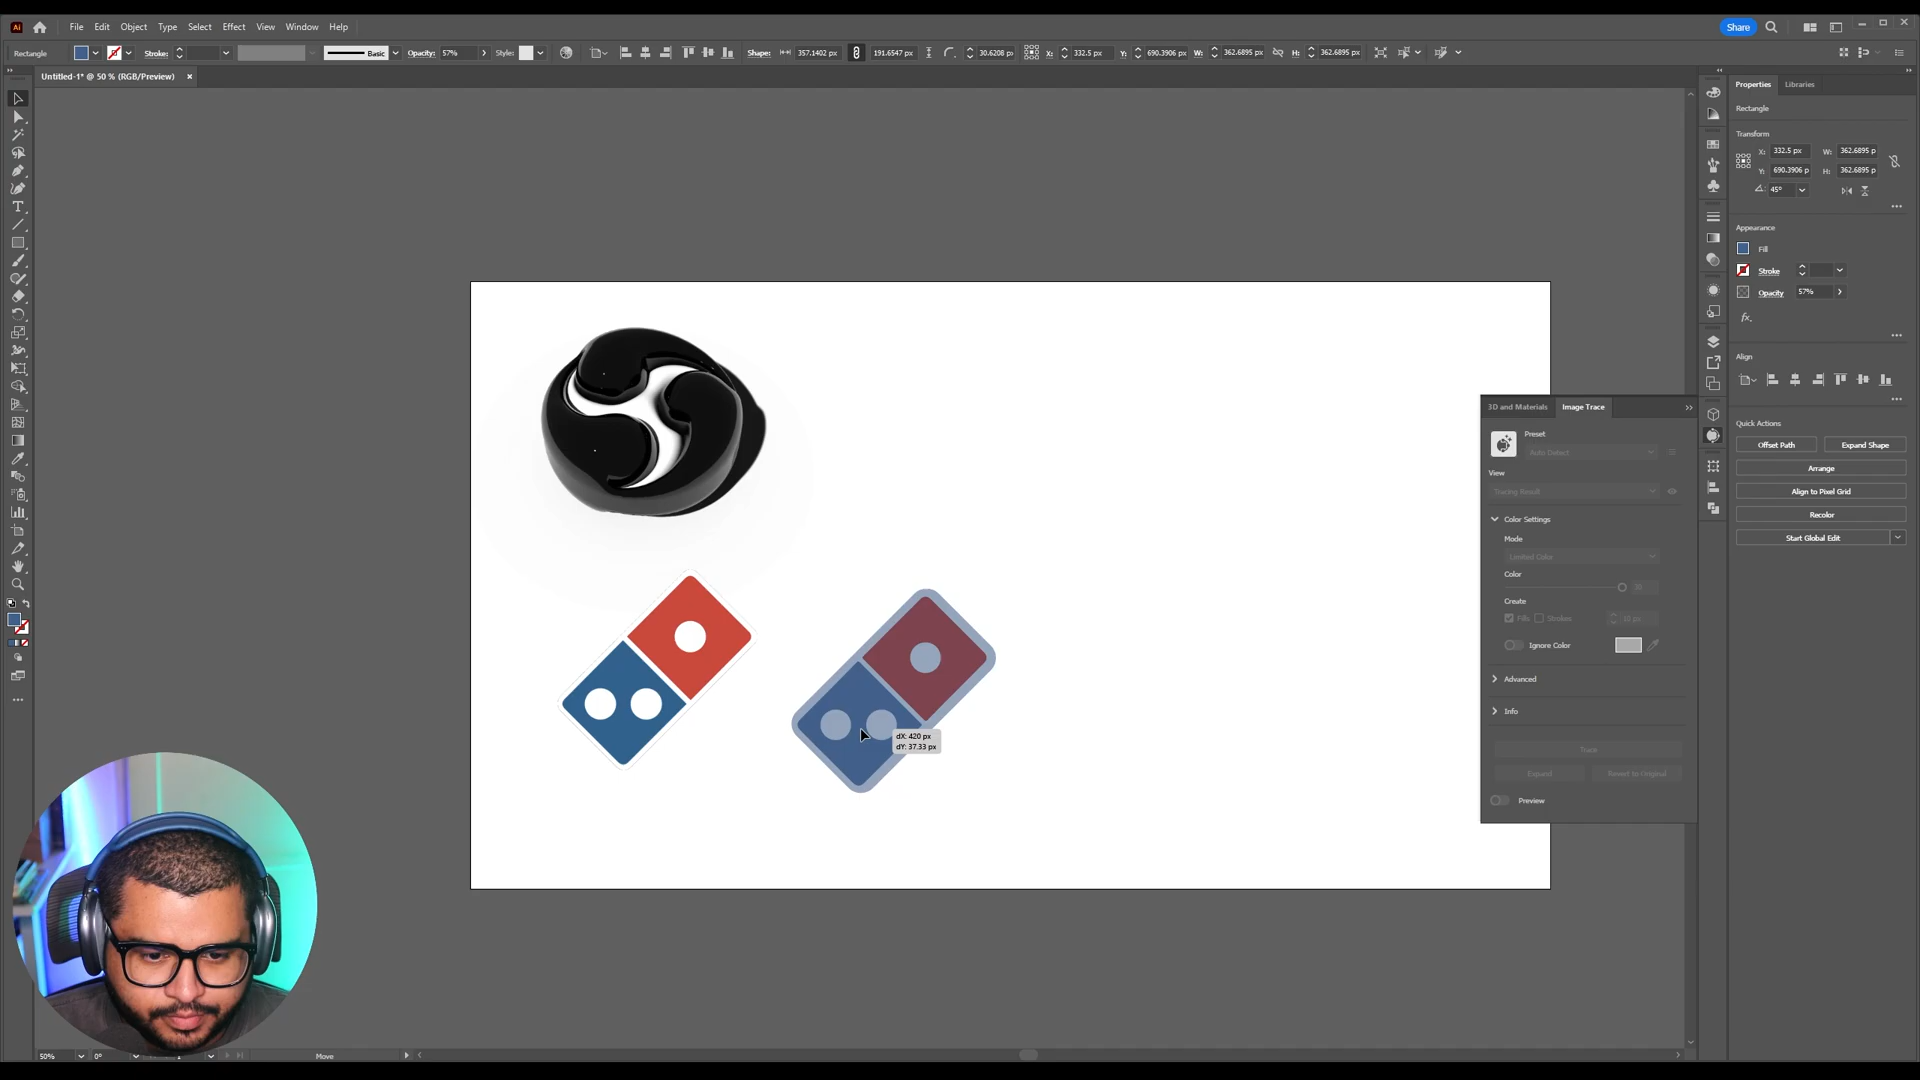 Ai File Edit Object Type Select Effect View Window Help Share
Rectangle Stroke: Basic Opacity: 57% Style: Shape: 357.1402 px 191.6547 px 30.6208 px X: 332.5 px Y: 690.3906 px W: 362.6895 px H: 362.6895 px
Untitled-1* @ 50 % (RGB/Preview)
Properties Libraries
Rectangle
Transform
X: 332.5 px W: 362.6895 p
Y: 690.3906 p H: 362.6895 p
45°
Appearance
Fill
Stroke
Opacity 57%
fx.
Align
Quick Actions
Offset Path Expand Shape
Arrange
Align to Pixel Grid
Recolor
Start Global Edit
3D and Materials Image Trace
Preset
Auto Detect
View
Tracing Result
Color Settings
Mode
Limited Color
Color 30
Create
Fills Strokes 10 px
Ignore Color
Advanced
Info
Trace
Expand Revert to Original
Preview
dX: 420 px
dY: 37.33 px
50% 0° 1 Move